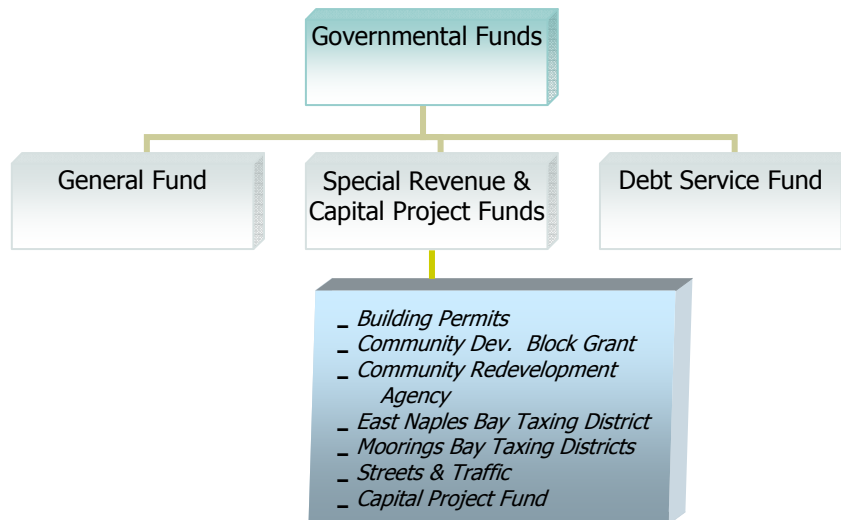 Governmental Funds
General Fund
Special Revenue &
Capital Project Funds
Debt Service Fund
– Building Permits
– Community Dev. Block Grant
– Community Redevelopment
Agency
– East Naples Bay Taxing District
– Moorings Bay Taxing Districts
– Streets & Traffic
– Capital Project Fund